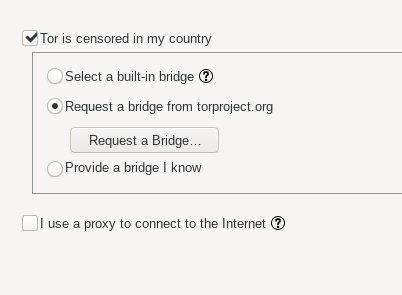 Tor is censored in my country
Select a built-in bridge ?
Request a bridge from torproject.org
Request a Bridge...
Provide a bridge I know
I use a proxy to connect to the Internet ?